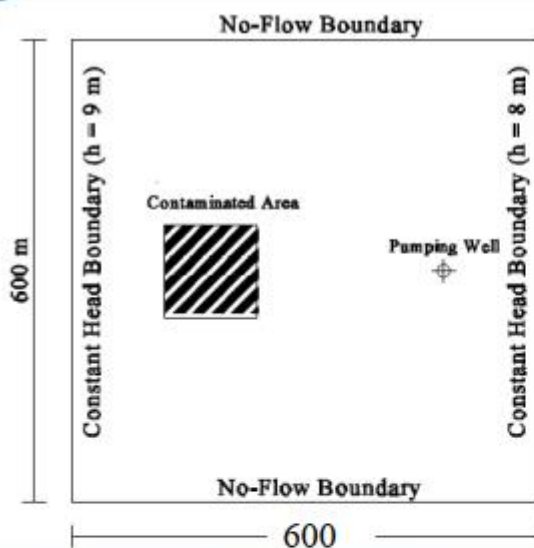 No-Flow Boundary
Constant Head Boundary (h = 9 m)
Constant Head Boundary (h = 8 m)
Contaminated Area
Pumping Well
600 m
No-Flow Boundary
600